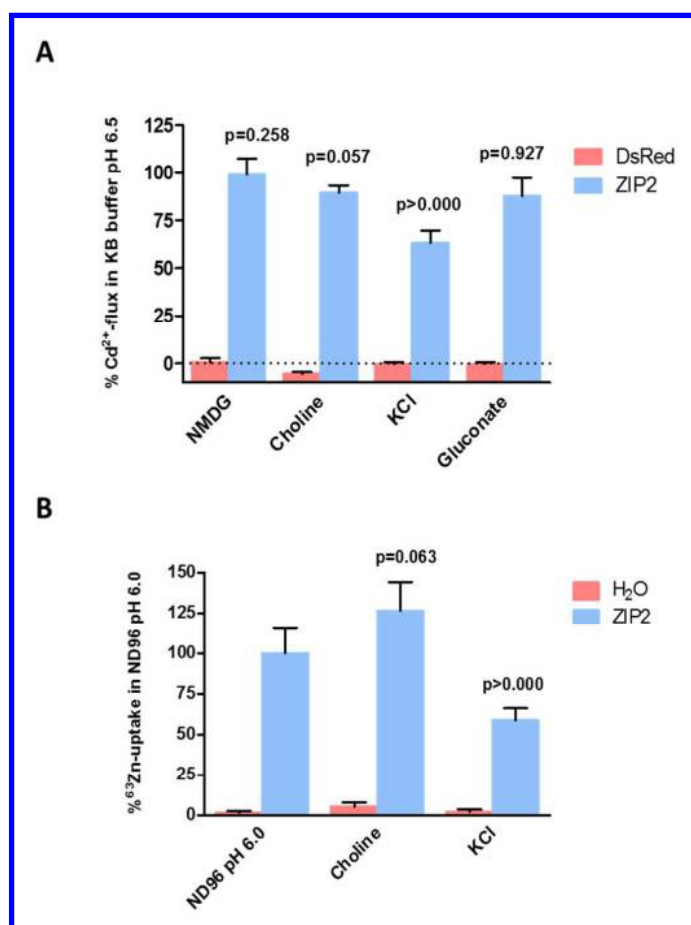 A
% Cd²⁺-flux in KB buffer pH 6.5
125
100
75
50
25
0
p=0.258
p=0.057
p>0.000
p=0.927
DsRed
ZIP2
NMDG
Choline
KCl
Gluconate
B
%⁶³Zn-uptake in ND96 pH 6.0
150
125
100
75
50
25
0
p=0.063
p>0.000
H₂O
ZIP2
ND96 pH 6.0
Choline
KCl